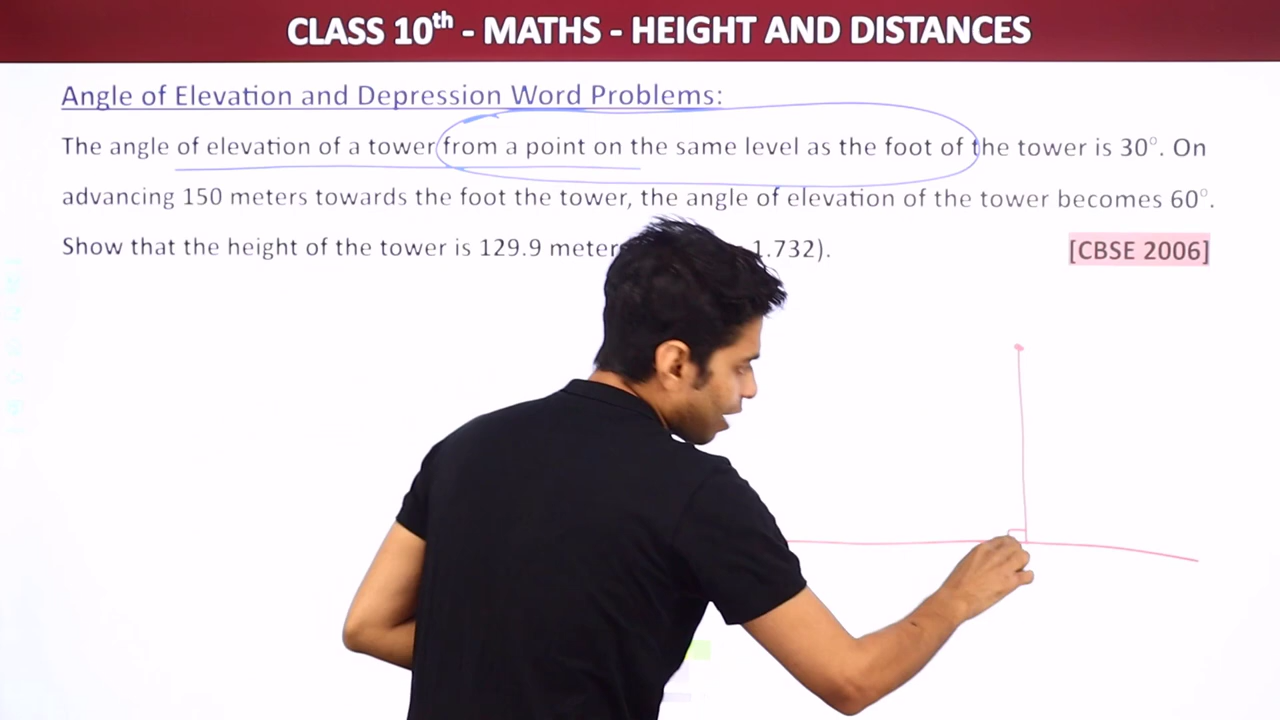 CLASS 10th - MATHS - HEIGHT AND DISTANCES
Angle of Elevation and Depression Word Problems:
The angle of elevation of a tower from a point on the same level as the foot of the tower is 30°. On
advancing 150 meters towards the foot the tower, the angle of elevation of the tower becomes 60°.
Show that the height of the tower is 129.9 meter 1.732).
[CBSE 2006]